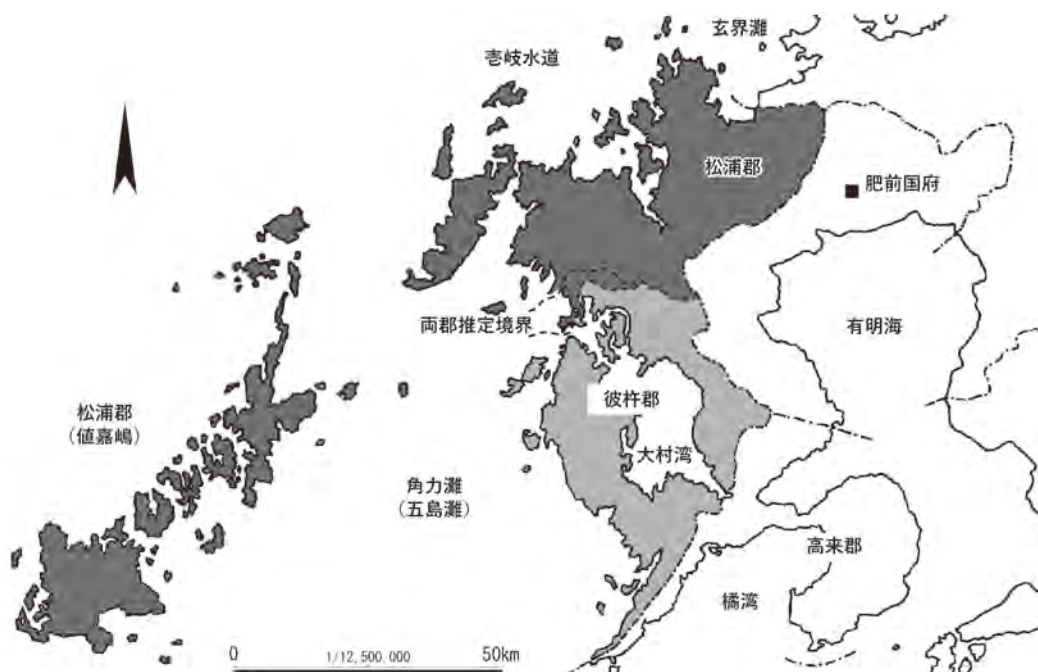 玄界灘
壱岐水道
松浦郡
肥前国府
両郡推定境界
有明海
彼杵郡
松浦郡
(値嘉嶋)
大村湾
角力灘
(五島灘)
高来郡
橘湾
0
1/12,500,000
50km